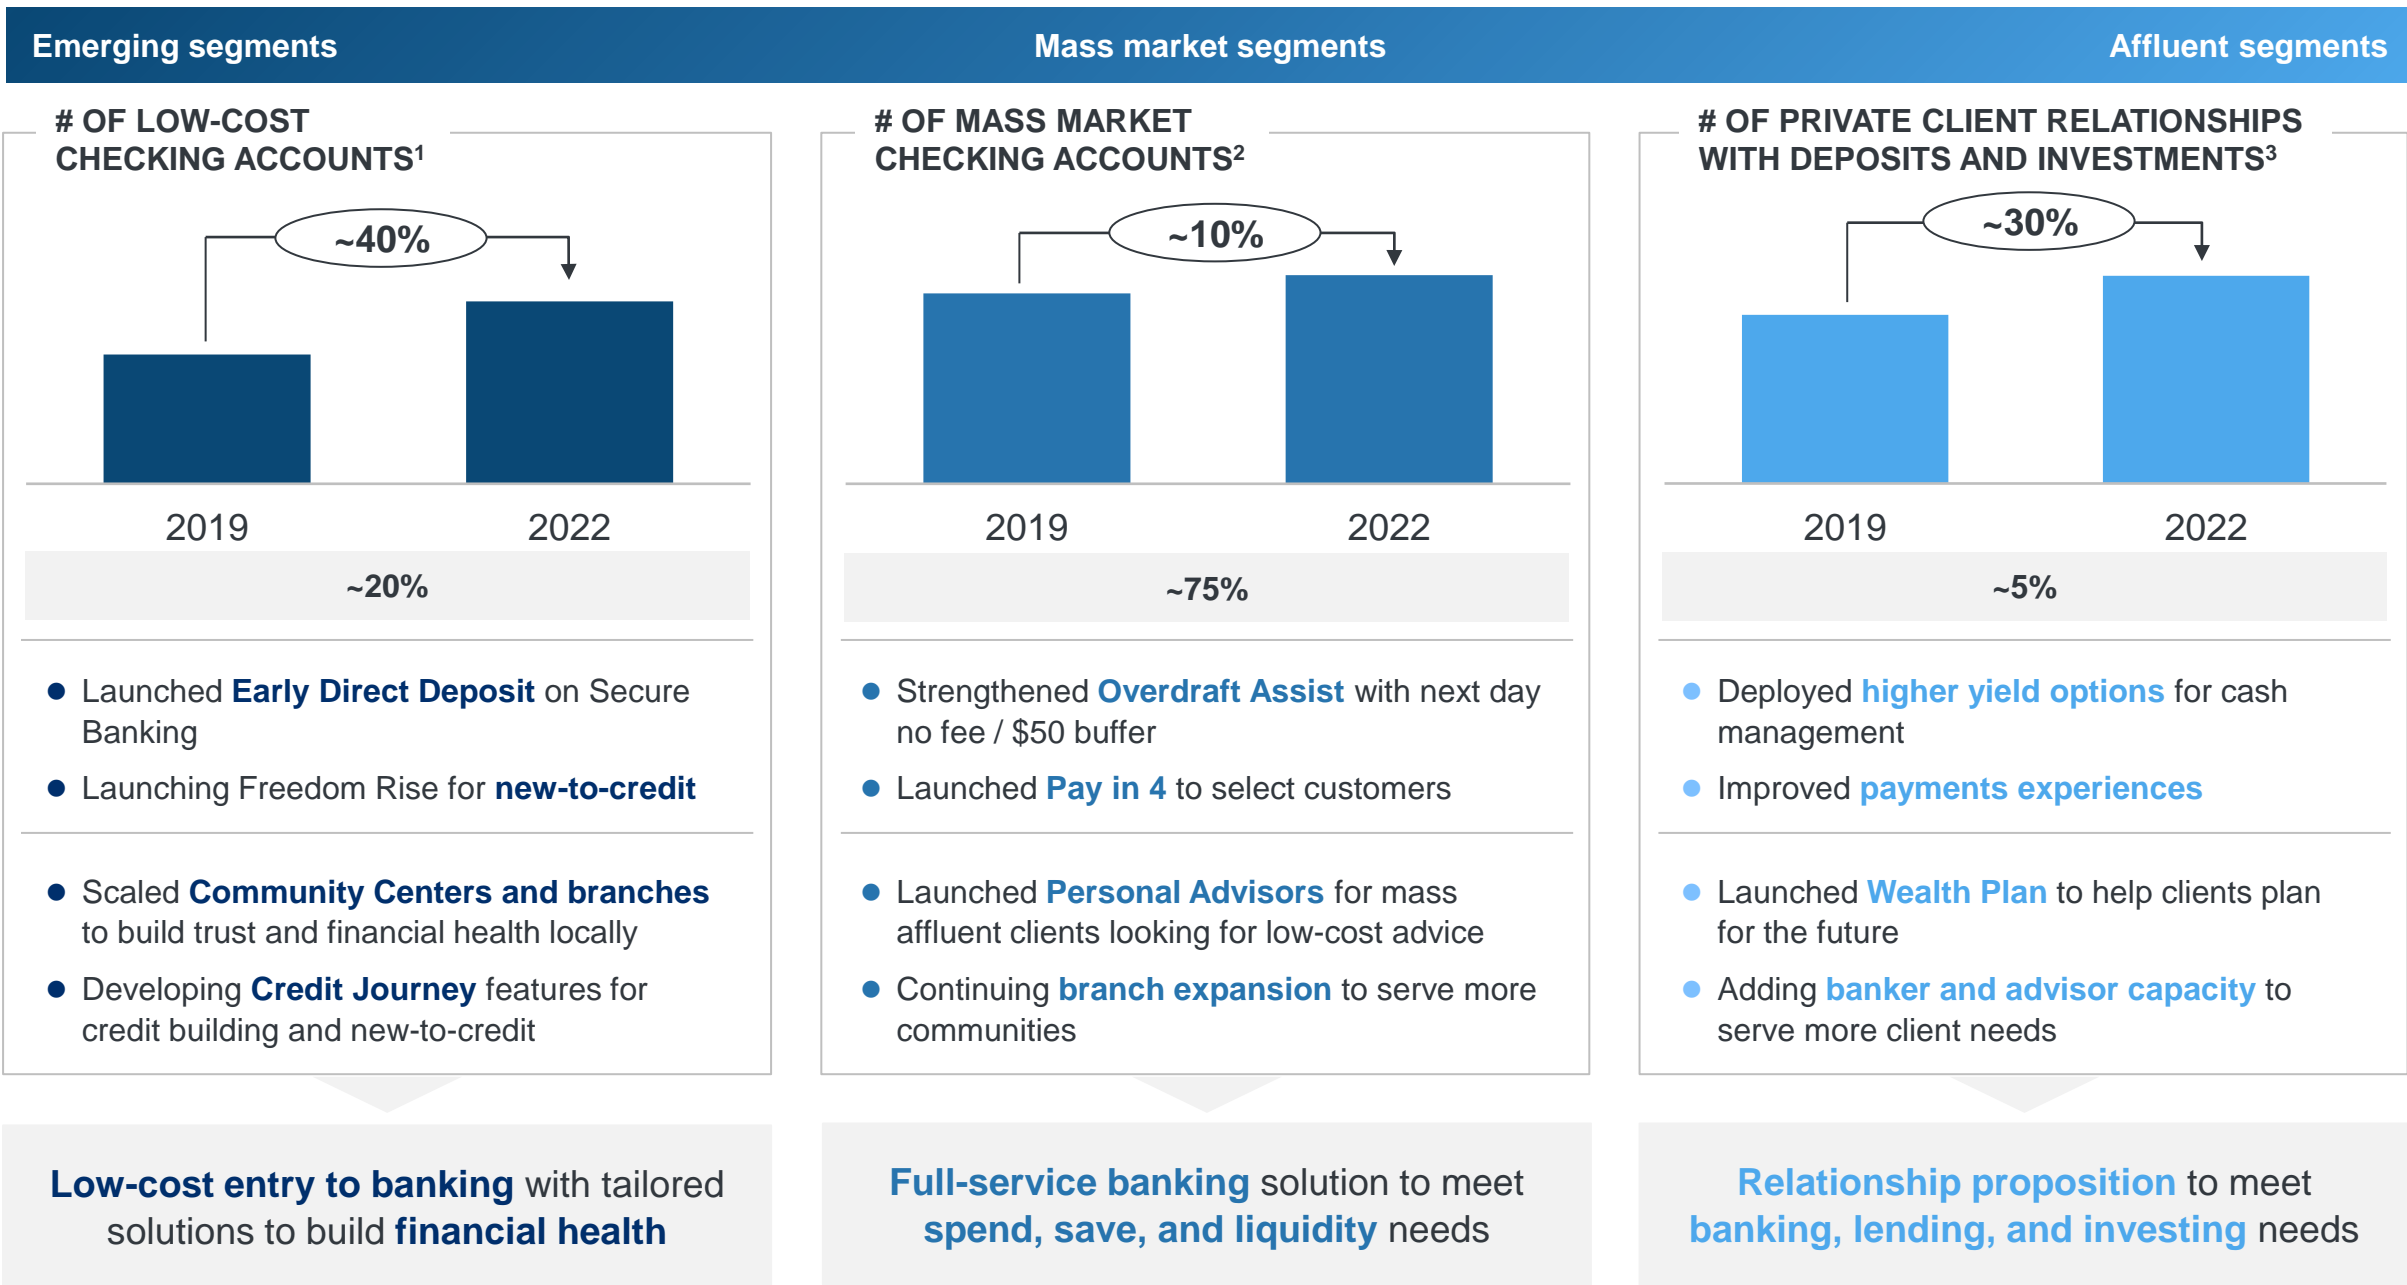 Emerging segments
Mass market segments
Affluent segments
# OF LOW-COST
CHECKING ACCOUNTS¹
~40%
2019
2022
~20%
Launched Early Direct Deposit on Secure
Banking
Launching Freedom Rise for new-to-credit
Scaled Community Centers and branches
to build trust and financial health locally
Developing Credit Journey features for
credit building and new-to-credit
Low-cost entry to banking with tailored
solutions to build financial health
# OF MASS MARKET
CHECKING ACCOUNTS²
~10%
2019
2022
~75%
Strengthened Overdraft Assist with next day
no fee / $50 buffer
Launched Pay in 4 to select customers
Launched Personal Advisors for mass
affluent clients looking for low-cost advice
Continuing branch expansion to serve more
communities
Full-service banking solution to meet
spend, save, and liquidity needs
# OF PRIVATE CLIENT RELATIONSHIPS
WITH DEPOSITS AND INVESTMENTS³
~30%
2019
2022
~5%
Deployed higher yield options for cash
management
Improved payments experiences
Launched Wealth Plan to help clients plan
for the future
Adding banker and advisor capacity to
serve more client needs
Relationship proposition to meet
banking, lending, and investing needs